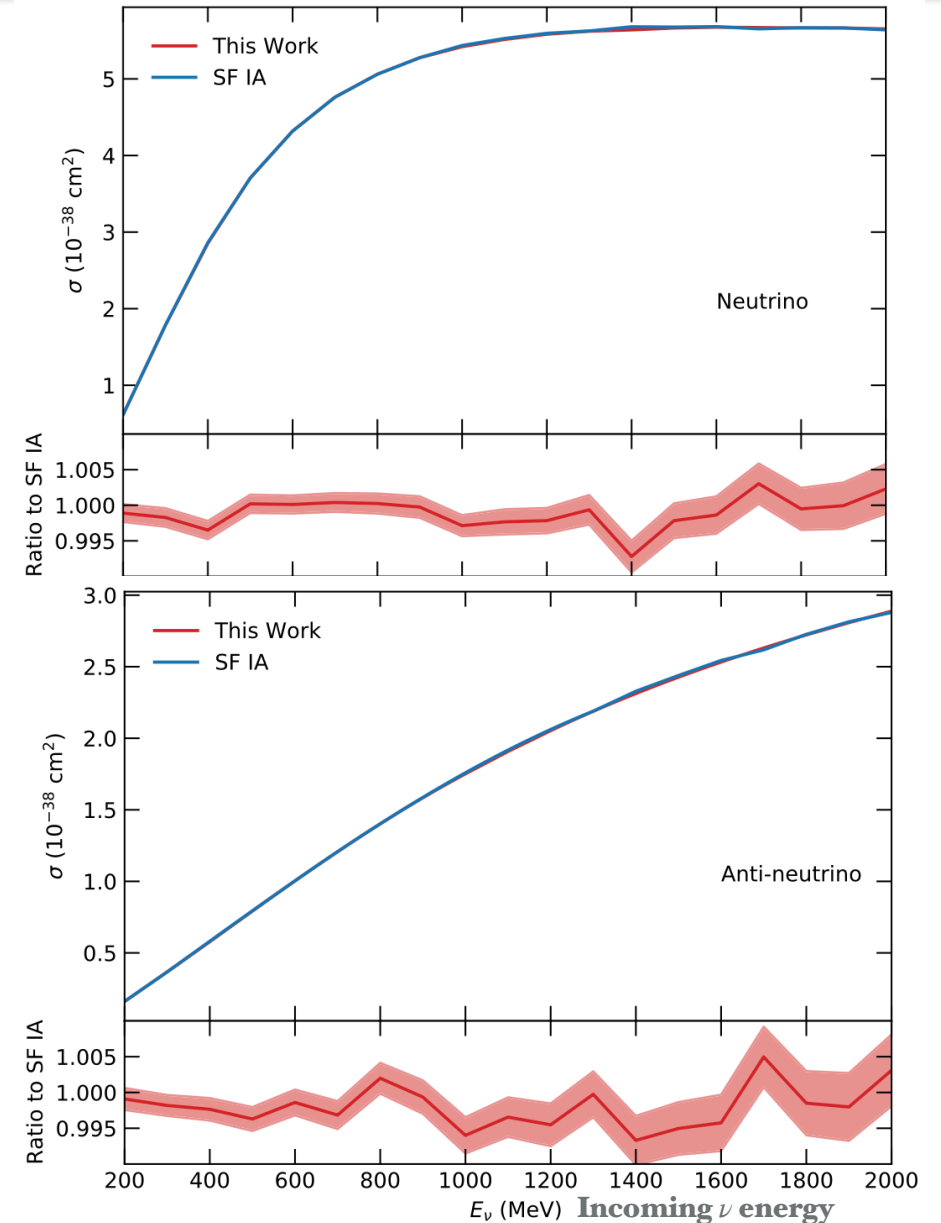 This Work
SF IA
5
4
3
2
1
σ (10⁻³⁸ cm²)
Neutrino
1.005
1.000
0.995
Ratio to SF IA
3.0
2.5
2.0
1.5
1.0
0.5
This Work
SF IA
σ (10⁻³⁸ cm²)
Anti-neutrino
1.005
1.000
0.995
Ratio to SF IA
200 400 600 800 1000 1200 1400 1600 1800 2000
Eν (MeV) Incoming ν energy